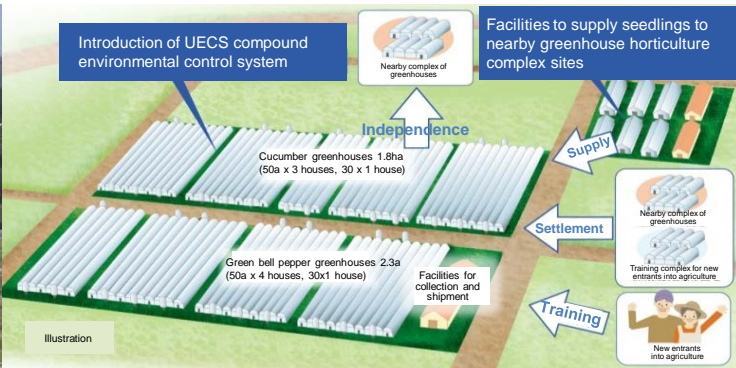 Introduction of UECS compound
environmental control system
Nearby complex of
greenhouses
Facilities to supply seedlings to
nearby greenhouse horticulture
complex sites
Independence
Supply
Cucumber greenhouses 1.8ha
(50a x 3 houses, 30 x 1 house)
Nearby complex of
greenhouses
Settlement
Training complex for new
entrants into agriculture
Green bell pepper greenhouses 2.3a
(50a x 4 houses, 30x1 house)
Facilities for
collection and
shipment
Training
New entrants
into agriculture
Illustration